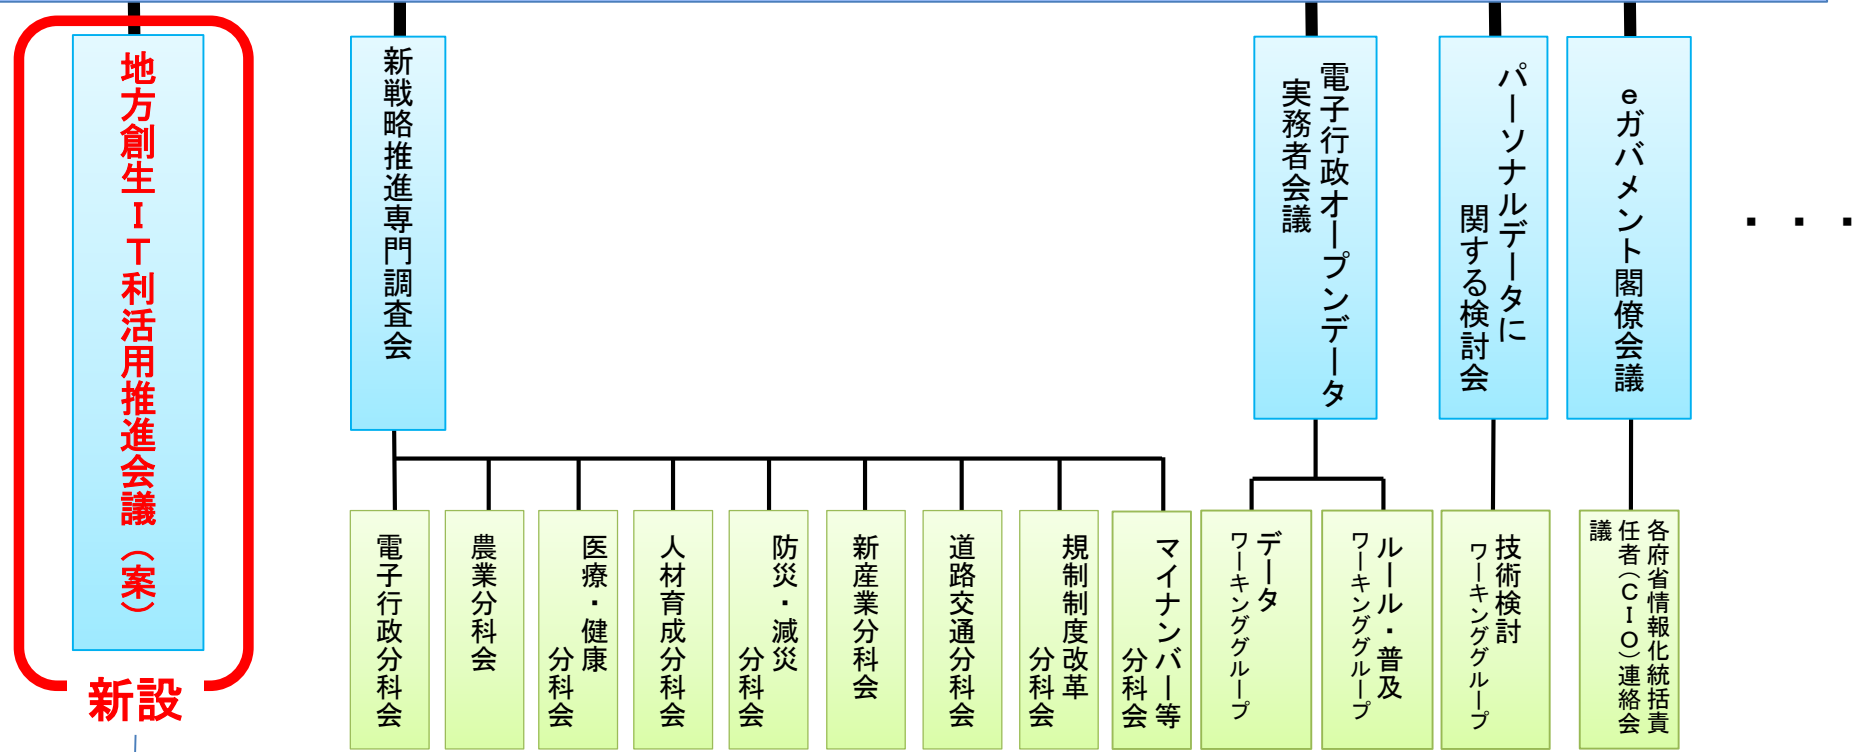 地方創生IT利活用推進会議（案）
新設
新戦略推進専門調査会
電子行政オープンデータ
実務者会議
パーソナルデータに
関する検討会
eガバメント閣僚会議
・・・
電子行政分科会
農業分科会
医療・健康
分科会
人材育成分科会
防災・減災
分科会
新産業分科会
道路交通分科会
規制制度改革
分科会
マイナンバー等
分科会
データ
ワーキンググループ
ルール・普及
ワーキンググループ
技術検討
ワーキンググループ
各府省情報化統括責
任者（CIO）連絡会
議